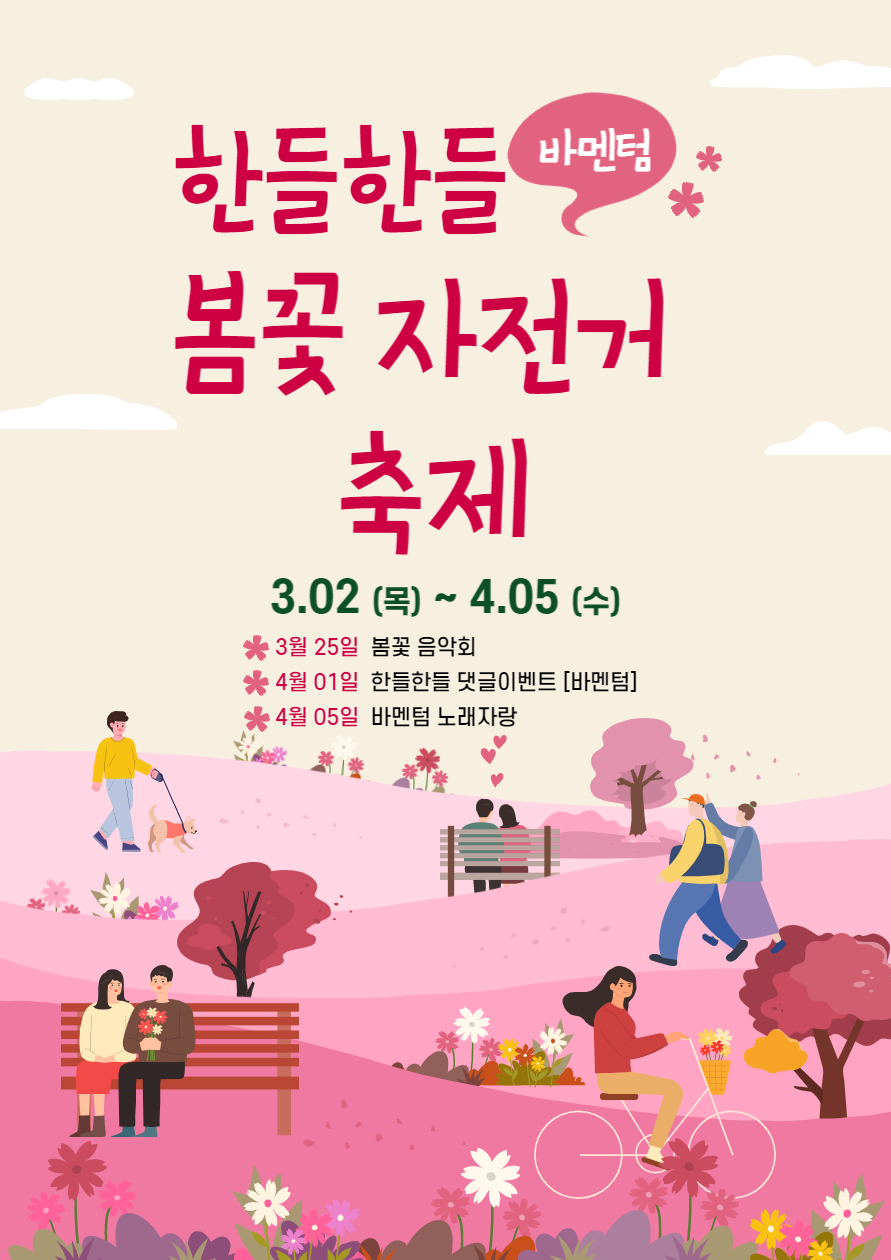 한들한들
바멘텀
봄꽃 자전거
축제
3.02 (목) ~ 4.05 (수)
3월 25일 봄꽃 음악회
4월 01일 한들한들 댓글이벤트 [바멘텀]
4월 05일 바멘텀 노래자랑